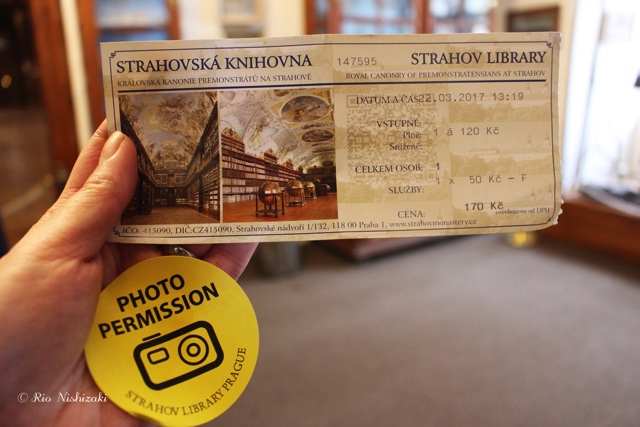 STRAHOVSKÁ KNIHOVNA 147595 STRAHOV LIBRARY
KRÁLOVSKÁ KANONIE PREMONSTRÁTŮ NA STRAHOVĚ ROYAL CANONRY OF PREMONSTRATENSIANS AT STRAHOV
DATUM A ČAS: 22.03.2017 13:19
VSTUPNÉ:
Plné: 1 á 120 Kč
Snížené:
CELKEM OSOB: 1
SLUŽBY: 1 x 50 Kč - F
CENA: 170 Kč
osvobozeno od DPH
IČO: 415090, DIČ.CZ415090, Strahovské nádvoří 1/132, 118 00 Praha 1, www.strahovmonastery.cz
PHOTO
PERMISSION
STRAHOV LIBRARY PRAGUE
© Rio Nishizaki